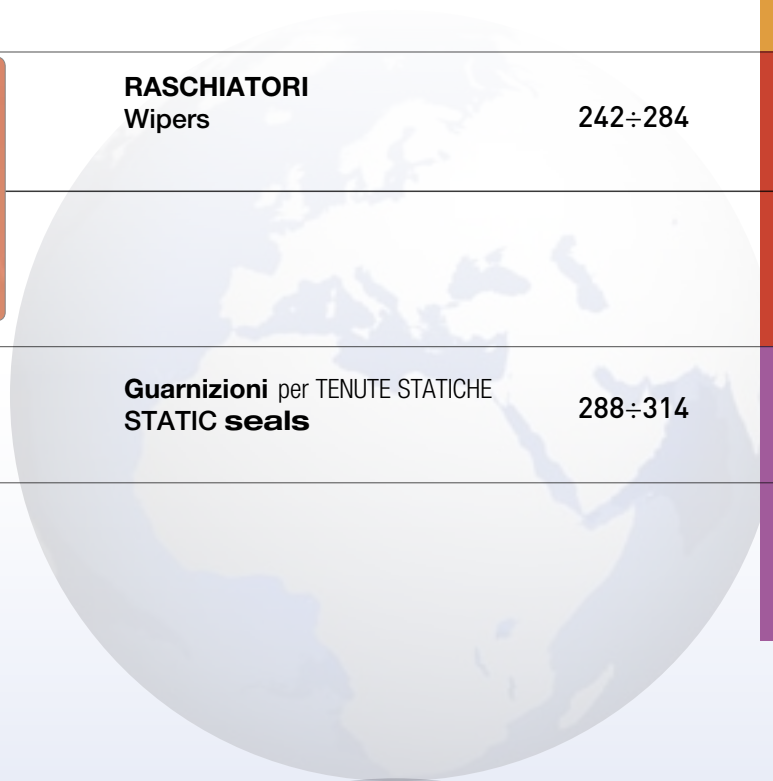 RASCHIATORI
Wipers
242÷284
Guarnizioni per TENUTE STATICHE
STATIC seals
288÷314